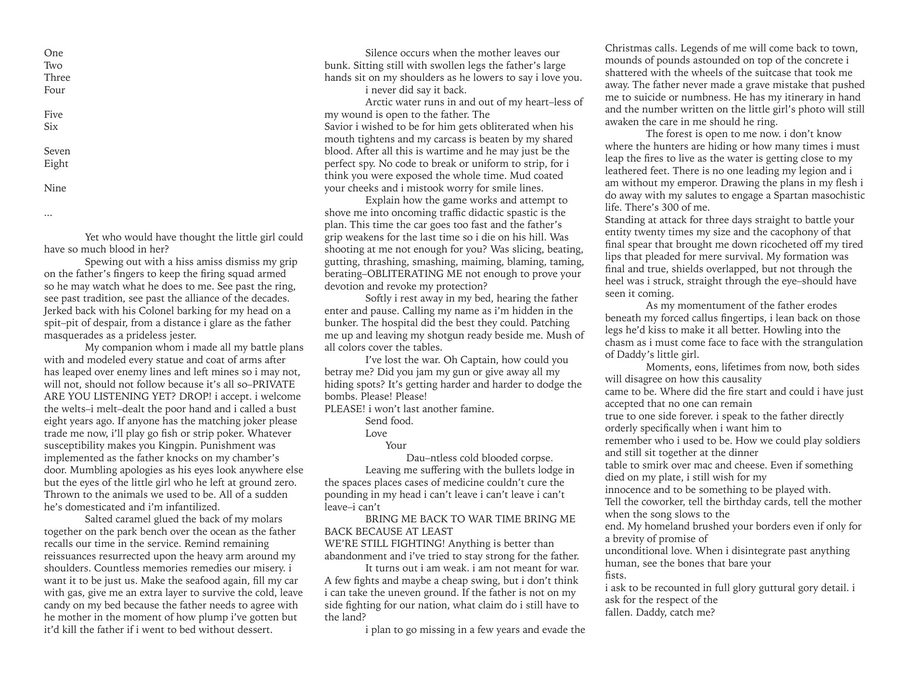 One
Two
Three
Four
Five
Six
Seven
Eight
Nine
...
Yet who would have thought the little girl could
have so much blood in her?
Spewing out with a hiss amiss dismiss my grip
on the father's fingers to keep the firing squad armed
so he may watch what he does to me. See past the ring,
see past tradition, see past the alliance of the decades.
Jerked back with his Colonel barking for my head on a
spit–pit of despair, from a distance i glare as the father
masquerades as a prideless jester.
My companion whom i made all my battle plans
with and modeled every statue and coat of arms after
has leaped over enemy lines and left mines so i may not,
will not, should not follow because it's all so–PRIVATE
ARE YOU LISTENING YET? DROP! i accept. i welcome
the welts–i melt–dealt the poor hand and i called a bust
eight years ago. If anyone has the matching joker please
trade me now, i'll play go fish or strip poker. Whatever
susceptibility makes you Kingpin. Punishment was
implemented as the father knocks on my chamber's
door. Mumbling apologies as his eyes look anywhere else
but the eyes of the little girl who he left at ground zero.
Thrown to the animals we used to be. All of a sudden
he's domesticated and i'm infantilized.
Salted caramel glued the back of my molars
together on the park bench over the ocean as the father
recalls our time in the service. Remind remaining
reissuances resurrected upon the heavy arm around my
shoulders. Countless memories remedies our misery. i
want it to be just us. Make the seafood again, fill my car
with gas, give me an extra layer to survive the cold, leave
candy on my bed because the father needs to agree with
he mother in the moment of how plump i've gotten but
it'd kill the father if i went to bed without dessert.
Silence occurs when the mother leaves our
bunk. Sitting still with swollen legs the father's large
hands sit on my shoulders as he lowers to say i love you.
i never did say it back.
Arctic water runs in and out of my heart–less of
my wound is open to the father. The
Savior i wished to be for him gets obliterated when his
mouth tightens and my carcass is beaten by my shared
blood. After all this is wartime and he may just be the
perfect spy. No code to break or uniform to strip, for i
think you were exposed the whole time. Mud coated
your cheeks and i mistook worry for smile lines.
Explain how the game works and attempt to
shove me into oncoming traffic didactic spastic is the
plan. This time the car goes too fast and the father's
grip weakens for the last time so i die on his hill. Was
shooting at me not enough for you? Was slicing, beating,
gutting, thrashing, smashing, maiming, blaming, taming,
berating–OBLITERATING ME not enough to prove your
devotion and revoke my protection?
Softly i rest away in my bed, hearing the father
enter and pause. Calling my name as i'm hidden in the
bunker. The hospital did the best they could. Patching
me up and leaving my shotgun ready beside me. Mush of
all colors cover the tables.
I've lost the war. Oh Captain, how could you
betray me? Did you jam my gun or give away all my
hiding spots? It's getting harder and harder to dodge the
bombs. Please! Please!
PLEASE! i won't last another famine.
Send food.
Love
Your
Dau–ntless cold blooded corpse.
Leaving me suffering with the bullets lodge in
the spaces places cases of medicine couldn't cure the
pounding in my head i can't leave i can't leave i can't
leave–i can't
BRING ME BACK TO WAR TIME BRING ME
BACK BECAUSE AT LEAST
WE'RE STILL FIGHTING! Anything is better than
abandonment and i've tried to stay strong for the father.
It turns out i am weak. i am not meant for war.
A few fights and maybe a cheap swing, but i don't think
i can take the uneven ground. If the father is not on my
side fighting for our nation, what claim do i still have to
the land?
i plan to go missing in a few years and evade the
Christmas calls. Legends of me will come back to town,
mounds of pounds astounded on top of the concrete i
shattered with the wheels of the suitcase that took me
away. The father never made a grave mistake that pushed
me to suicide or numbness. He has my itinerary in hand
and the number written on the little girl's photo will still
awaken the care in me should he ring.
The forest is open to me now. i don't know
where the hunters are hiding or how many times i must
leap the fires to live as the water is getting close to my
leathered feet. There is no one leading my legion and i
am without my emperor. Drawing the plans in my flesh i
do away with my salutes to engage a Spartan masochistic
life. There's 300 of me.
Standing at attack for three days straight to battle your
entity twenty times my size and the cacophony of that
final spear that brought me down ricocheted off my tired
lips that pleaded for mere survival. My formation was
final and true, shields overlapped, but not through the
heel was i struck, straight through the eye–should have
seen it coming.
As my momentument of the father erodes
beneath my forced callus fingertips, i lean back on those
legs he'd kiss to make it all better. Howling into the
chasm as i must come face to face with the strangulation
of Daddy's little girl.
Moments, eons, lifetimes from now, both sides
will disagree on how this causality
came to be. Where did the fire start and could i have just
accepted that no one can remain
true to one side forever. i speak to the father directly
orderly specifically when i want him to
remember who i used to be. How we could play soldiers
and still sit together at the dinner
table to smirk over mac and cheese. Even if something
died on my plate, i still wish for my
innocence and to be something to be played with.
Tell the coworker, tell the birthday cards, tell the mother
when the song slows to the
end. My homeland brushed your borders even if only for
a brevity of promise of
unconditional love. When i disintegrate past anything
human, see the bones that bare your
fists.
i ask to be recounted in full glory guttural gory detail. i
ask for the respect of the
fallen. Daddy, catch me?